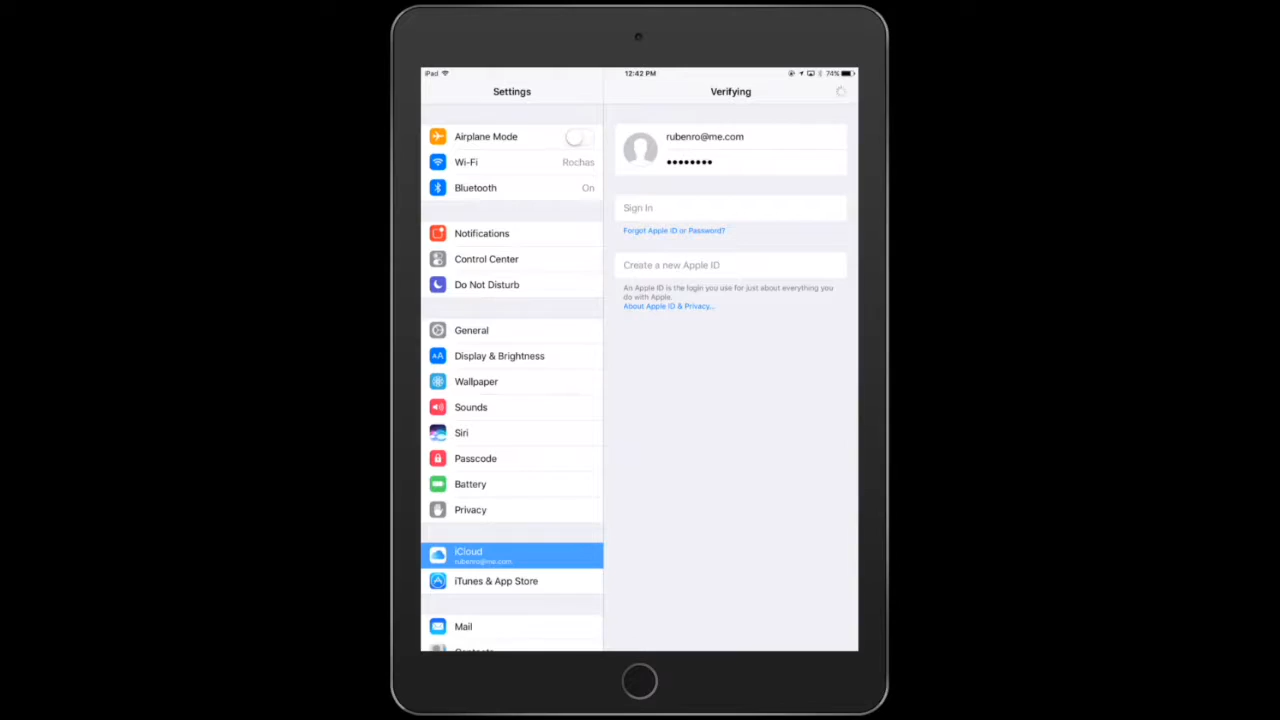 iPad
12:42 PM
74%
Settings
Verifying
Airplane Mode
Wi-Fi
Rochas
Bluetooth
On
Notifications
Control Center
Do Not Disturb
General
AA
Display & Brightness
Wallpaper
Sounds
Siri
Passcode
Battery
Privacy
iCloud
rubenro@me.com
iTunes & App Store
Mail
Contacts
rubenro@me.com
••••••••
Sign In
Forgot Apple ID or Password?
Create a new Apple ID
An Apple ID is the login you use for just about everything you
do with Apple.
About Apple ID & Privacy...